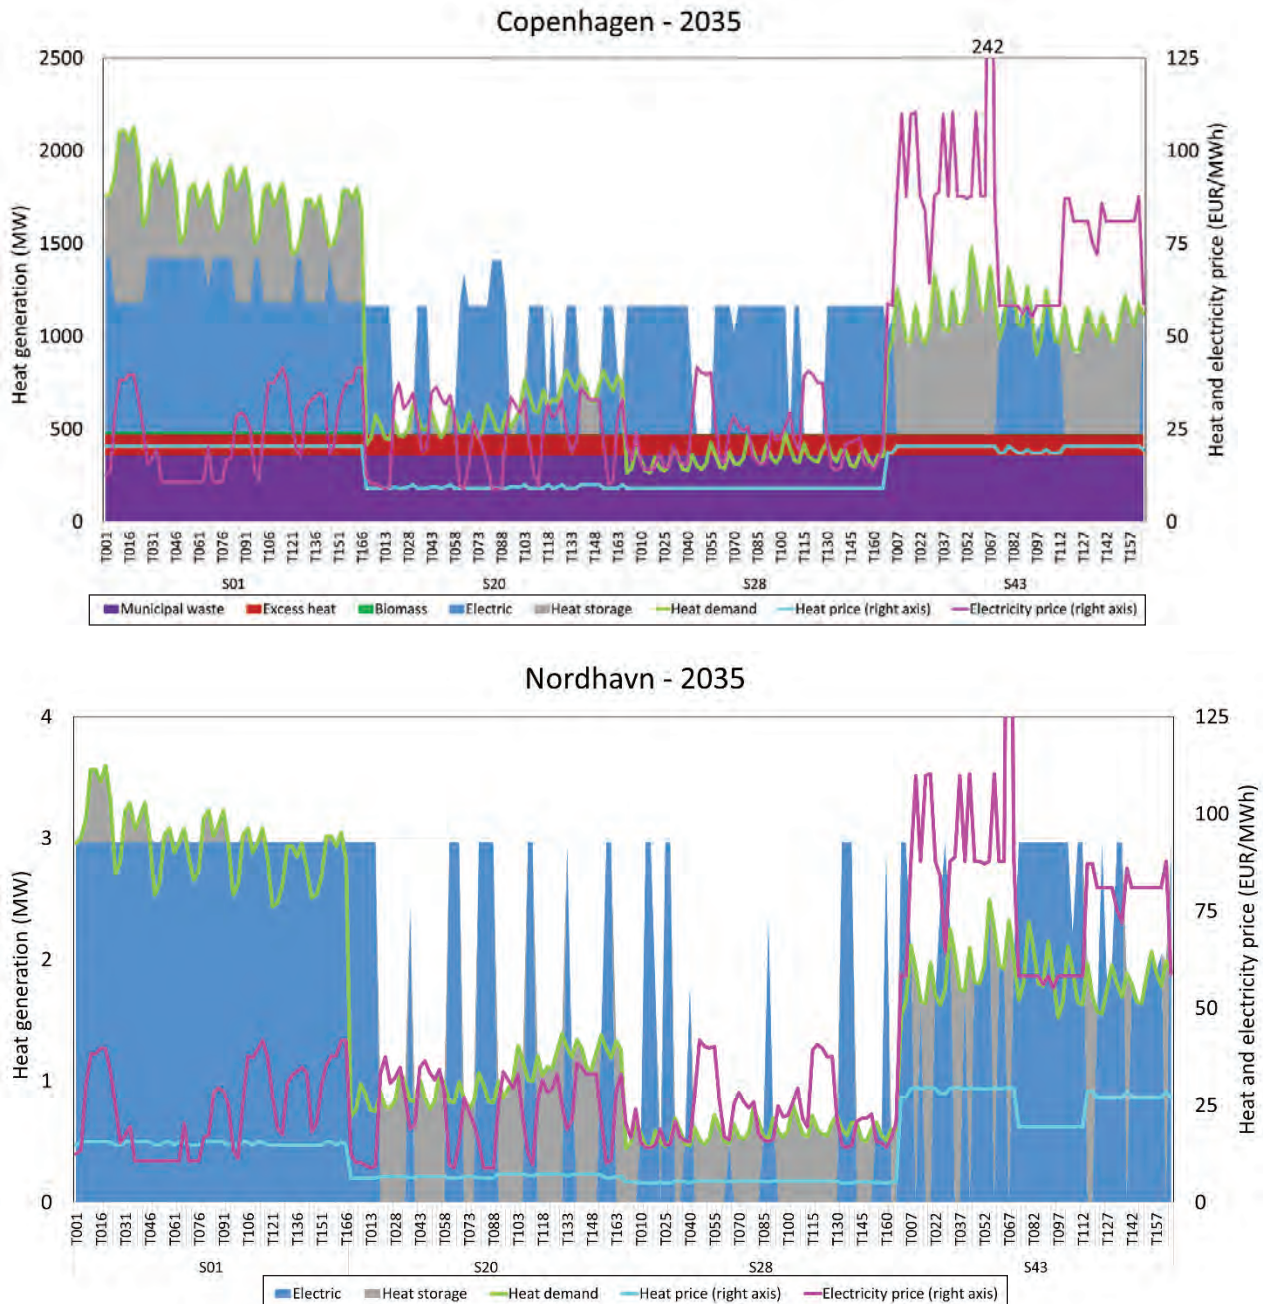 Copenhagen - 2035
242
2500
2000
1500
1000
500
0
Heat generation (MW)
125
100
75
50
25
0
Heat and electricity price (EUR/MWh)
T001 T016 T031 T046 T061 T076 T091 T106 T121 T136 T151 T166 T013 T028 T043 T058 T073 T088 T103 T118 T133 T148 T163 T010 T025 T040 T055 T070 T085 T100 T115 T130 T145 T160 T007 T022 T037 T052 T067 T082 T097 T112 T127 T142 T157
S01 S20 S28 S43
Municipal waste Excess heat Biomass Electric Heat storage Heat demand Heat price (right axis) Electricity price (right axis)
Nordhavn - 2035
4
3
2
1
0
Heat generation (MW)
125
100
75
50
25
0
Heat and electricity price (EUR/MWh)
T001 T016 T031 T046 T061 T076 T091 T106 T121 T136 T151 T166 T013 T028 T043 T058 T073 T088 T103 T118 T133 T148 T163 T010 T025 T040 T055 T070 T085 T100 T115 T130 T145 T160 T007 T022 T037 T052 T067 T082 T097 T112 T127 T142 T157
S01 S20 S28 S43
Electric Heat storage Heat demand Heat price (right axis) Electricity price (right axis)